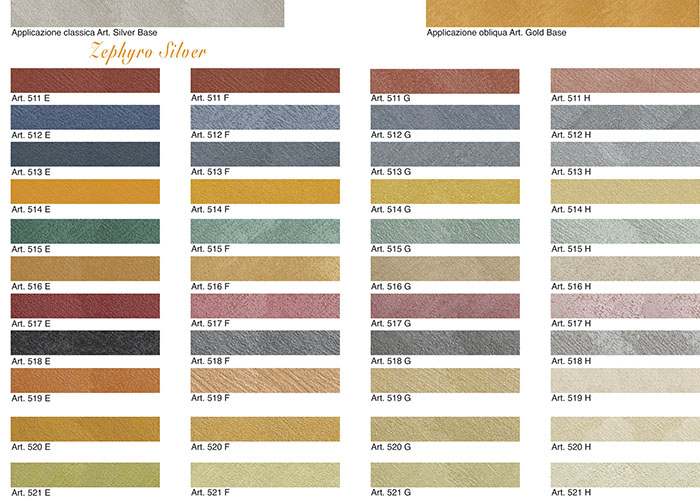 Applicazione classica Art. Silver Base
Applicazione obliqua Art. Gold Base
Zephyro Silver
Art. 511 E
Art. 511 F
Art. 511 G
Art. 511 H
Art. 512 E
Art. 512 F
Art. 512 G
Art. 512 H
Art. 513 E
Art. 513 F
Art. 513 G
Art. 513 H
Art. 514 E
Art. 514 F
Art. 514 G
Art. 514 H
Art. 515 E
Art. 515 F
Art. 515 G
Art. 515 H
Art. 516 E
Art. 516 F
Art. 516 G
Art. 516 H
Art. 517 E
Art. 517 F
Art. 517 G
Art. 517 H
Art. 518 E
Art. 518 F
Art. 518 G
Art. 518 H
Art. 519 E
Art. 519 F
Art. 519 G
Art. 519 H
Art. 520 E
Art. 520 F
Art. 520 G
Art. 520 H
Art. 521 E
Art. 521 F
Art. 521 G
Art. 521 H